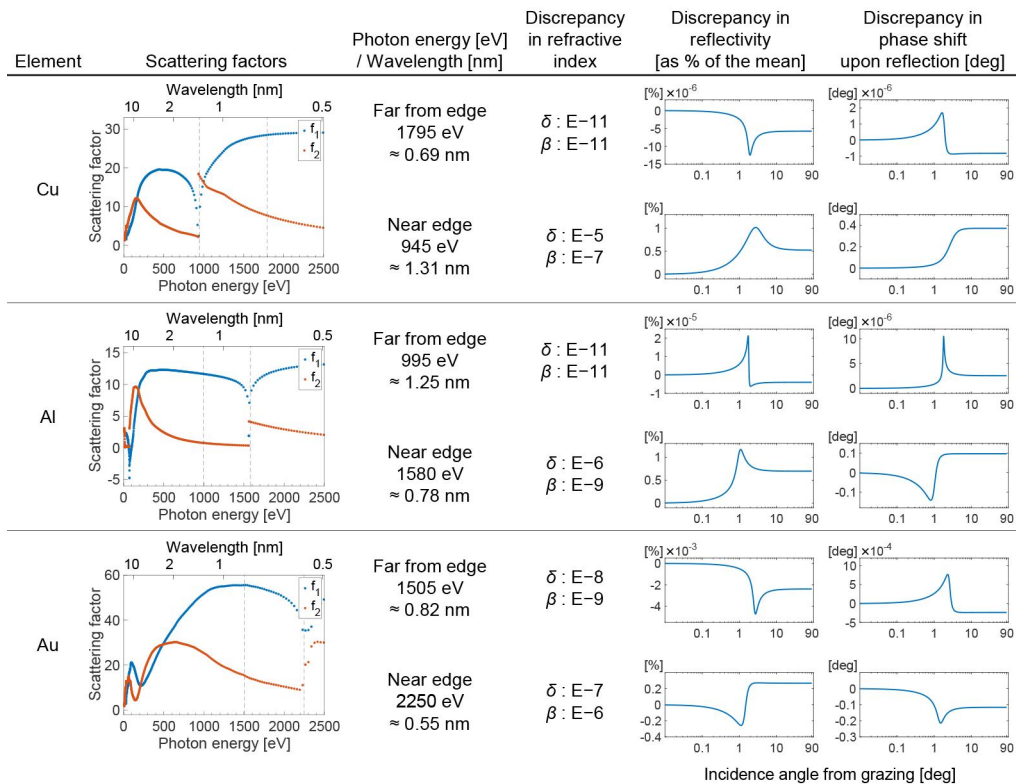 Element
Scattering factors
Photon energy [eV]
/ Wavelength [nm]
Discrepancy
in refractive
index
Discrepancy in
reflectivity
[as % of the mean]
Discrepancy in
phase shift
upon reflection [deg]
Cu
Wavelength [nm]
10 2 1 0.5
Scattering factor
30
20
10
0
f₁
f₂
0 500 1000 1500 2000 2500
Photon energy [eV]
Far from edge
1795 eV
≈ 0.69 nm
δ : E−11
β : E−11
[%] ×10⁻⁶
0
-5
-10
-15
0.1 1 10 90
[deg] ×10⁻⁶
2
1
0
-1
0.1 1 10 90
Near edge
945 eV
≈ 1.31 nm
δ : E−5
β : E−7
[%]
1
0.5
0
0.1 1 10 90
[deg]
0.4
0.2
0
0.1 1 10 90
Al
Wavelength [nm]
10 2 1 0.5
Scattering factor
15
10
5
0
-5
f₁
f₂
0 500 1000 1500 2000 2500
Photon energy [eV]
Far from edge
995 eV
≈ 1.25 nm
δ : E−11
β : E−11
[%] ×10⁻⁵
2
1
0
-1
0.1 1 10 90
[deg] ×10⁻⁶
10
5
0
0.1 1 10 90
Near edge
1580 eV
≈ 0.78 nm
δ : E−6
β : E−9
[%]
1
0.5
0
0.1 1 10 90
[deg]
0.1
0
-0.1
0.1 1 10 90
Au
Wavelength [nm]
10 2 1 0.5
Scattering factor
60
40
20
0
f₁
f₂
0 500 1000 1500 2000 2500
Photon energy [eV]
Far from edge
1505 eV
≈ 0.82 nm
δ : E−8
β : E−9
[%] ×10⁻³
0
-2
-4
0.1 1 10 90
[deg] ×10⁻⁴
10
5
0
-5
0.1 1 10 90
Near edge
2250 eV
≈ 0.55 nm
δ : E−7
β : E−6
[%]
0.2
0
-0.2
-0.4
0.1 1 10 90
[deg]
0
-0.1
-0.2
-0.3
0.1 1 10 90
Incidence angle from grazing [deg]